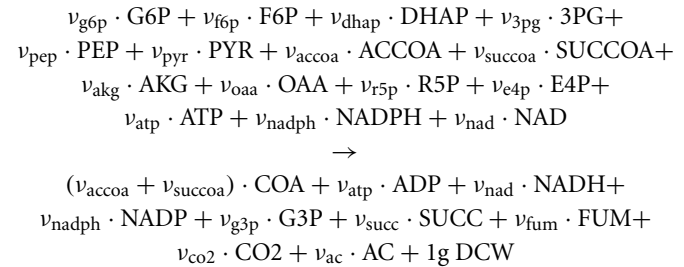 ν_g6p · G6P + ν_f6p · F6P + ν_dhap · DHAP + ν_3pg · 3PG+
ν_pep · PEP + ν_pyr · PYR + ν_accoa · ACCOA + ν_succoa · SUCCOA+
ν_akg · AKG + ν_oaa · OAA + ν_r5p · R5P + ν_e4p · E4P+
ν_atp · ATP + ν_nadph · NADPH + ν_nad · NAD
→
(ν_accoa + ν_succoa) · COA + ν_atp · ADP + ν_nad · NADH+
ν_nadph · NADP + ν_g3p · G3P + ν_succ · SUCC + ν_fum · FUM+
ν_co2 · CO2 + ν_ac · AC + 1g DCW